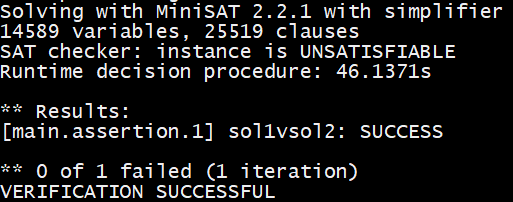 Solving with MiniSAT 2.2.1 with simplifier
14589 variables, 25519 clauses
SAT checker: instance is UNSATISFIABLE
Runtime decision procedure: 46.1371s
** Results:
[main.assertion.1] sol1vsol2: SUCCESS
** 0 of 1 failed (1 iteration)
VERIFICATION SUCCESSFUL